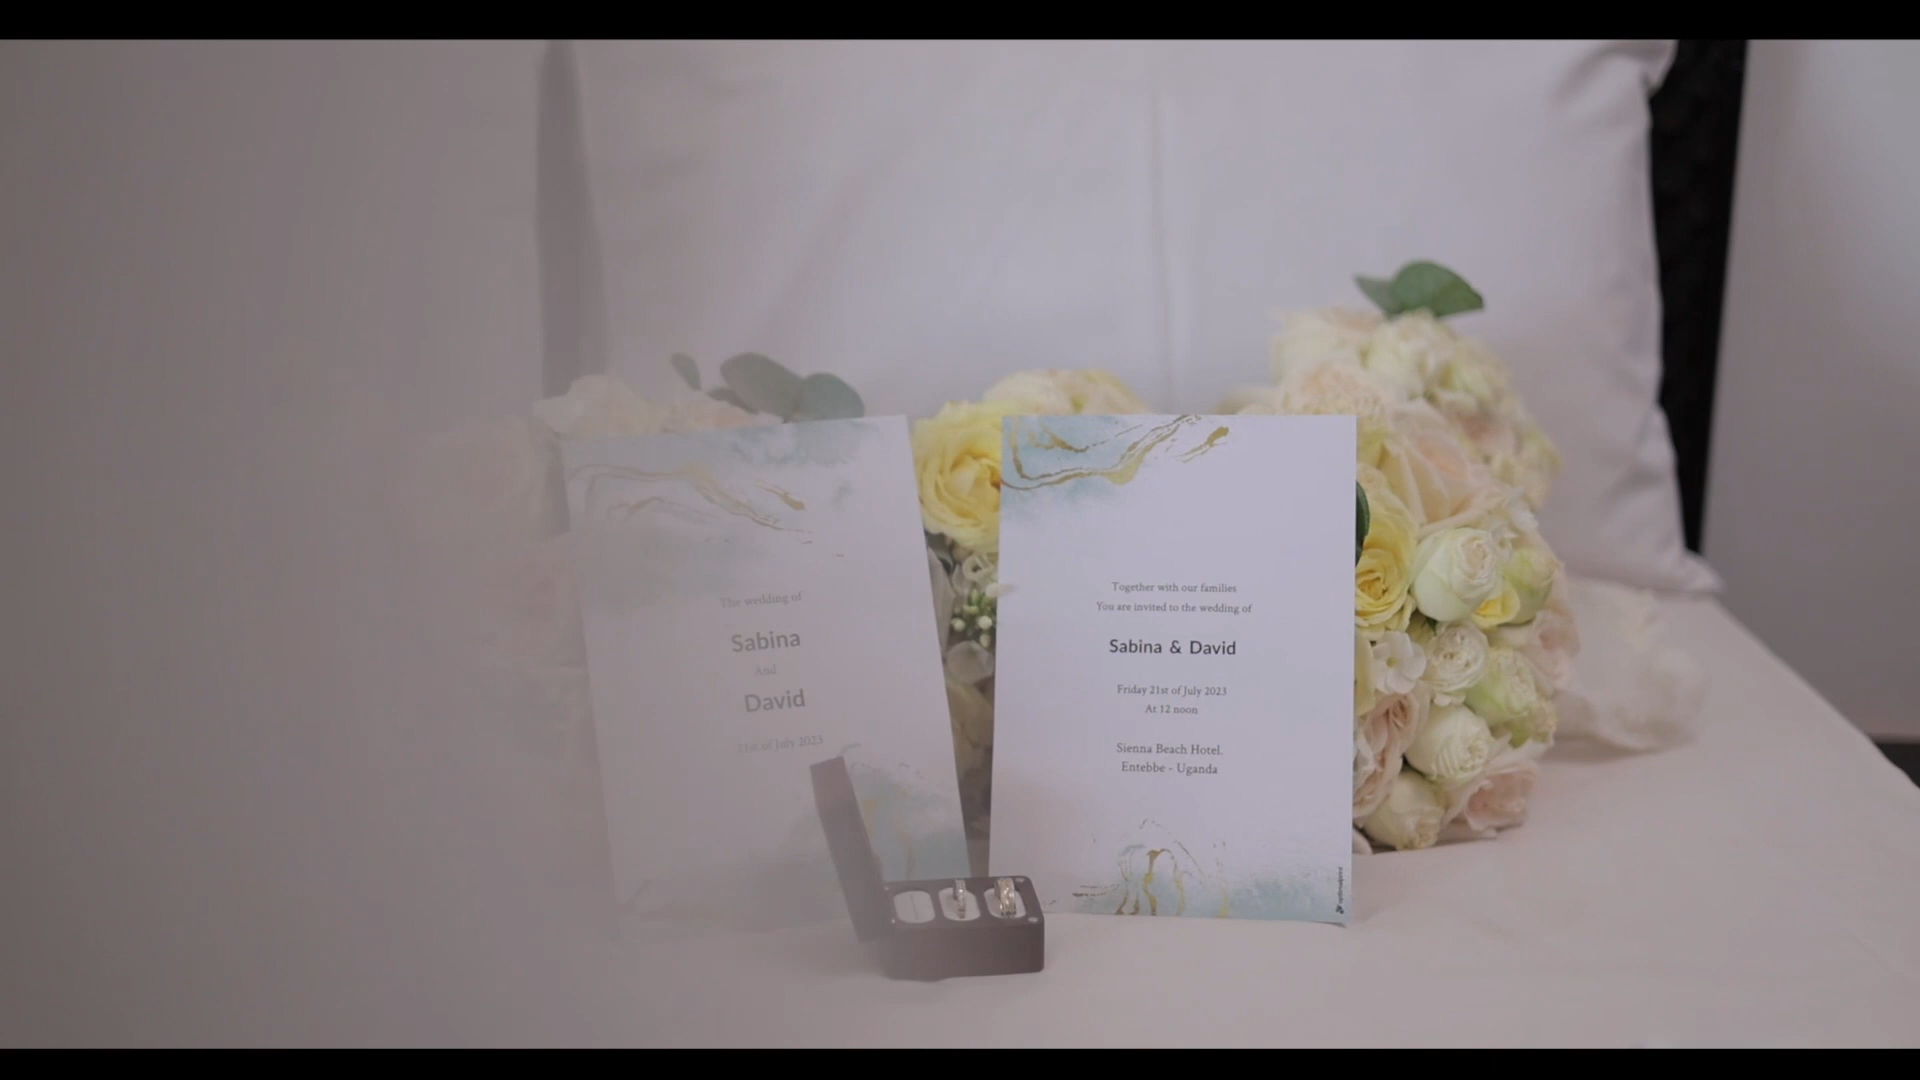 The wedding of
Sabina
And
David
21st of July 2023
Together with our families
You are invited to the wedding of
Sabina & David
Friday 21st of July 2023
At 12 noon
Sienna Beach Hotel.
Entebbe - Uganda
optimalprint